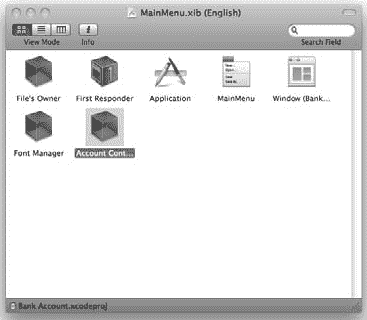 MainMenu.xib (English)
View Mode
Info
Search Field
File's Owner
First Responder
Application
MainMenu
Window (Bank...
Font Manager
Account Cont...
Bank Account.xcodeproj